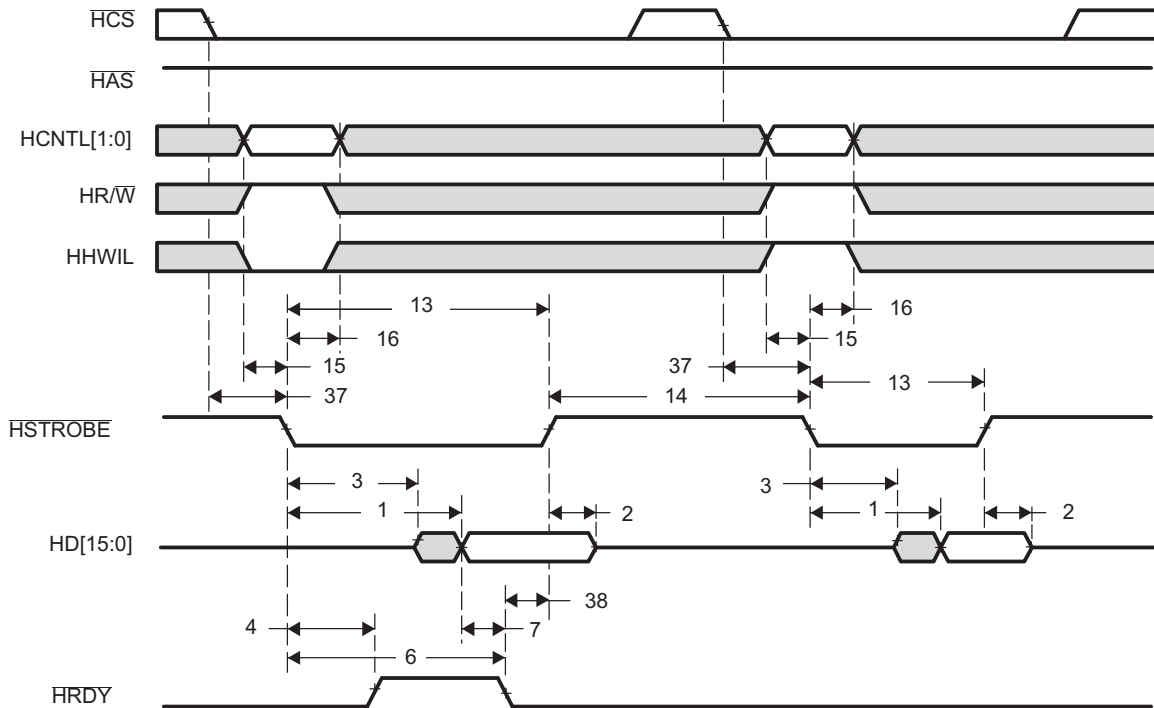 HCS
HAS
HCNTL[1:0]
HR/W
HHWIL
13
16
16
15
15
37
37
13
14
HSTROBE
3
3
1
1
2
2
HD[15:0]
38
4
7
6
HRDY